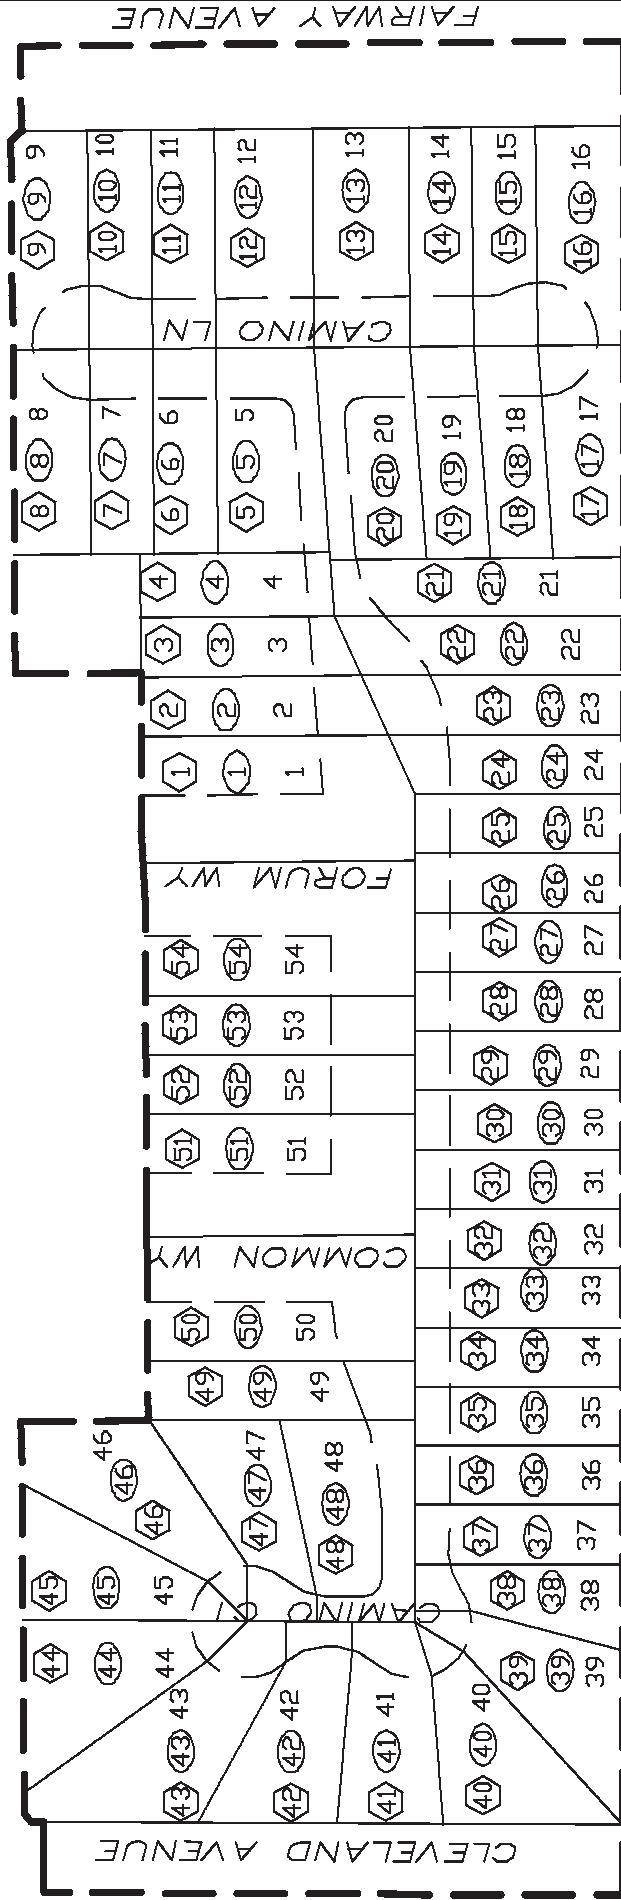 FAIRWAY AVENUE
9 9 9
10 10 10
11 11 11
12 12 12
13 13 13
14 14 14
15 15 15
16 16 16
CAMINO LN
8 8 8
7 7 7
6 6 6
5 5 5
20 20 20
19 19 19
18 18 18
17 17 17
4 4 4
21 21 21
3 3 3
22 22 22
2 2 2
23 23 23
1 1 1
24 24 24
25 25 25
FORUM WY
26 26 26
54 54 54
27 27 27
53 53 53
28 28 28
52 52 52
29 29 29
51 51 51
30 30 30
31 31 31
COMMON WY
32 32 32
50 50 50
33 33 33
49 49 49
34 34 34
35 35 35
46 46 46
47 47 47
48 48 48
36 36 36
37 37 37
45 45 45
38 38 38
CAMINO CT
44 44 44
39 39 39
43 43 43
42 42 42
41 41 41
40 40 40
CLEVELAND AVENUE